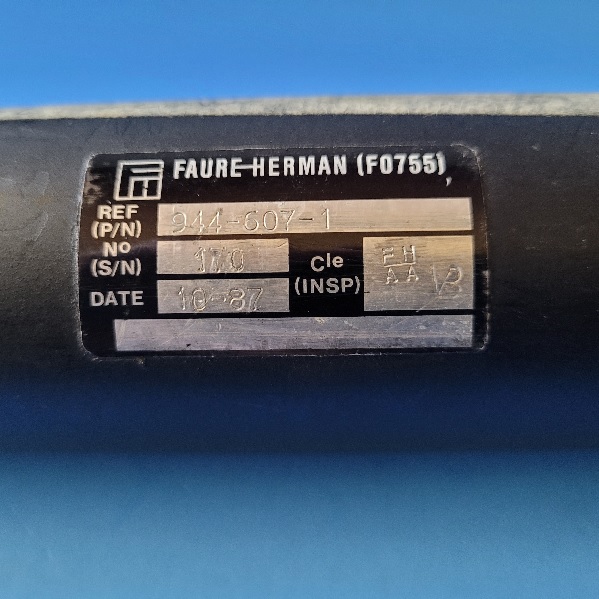 FAURE-HERMAN (F0755)
REF (P/N) 944-607-1
No (S/N) 170
DATE 10-87
Cle (INSP) FH AA